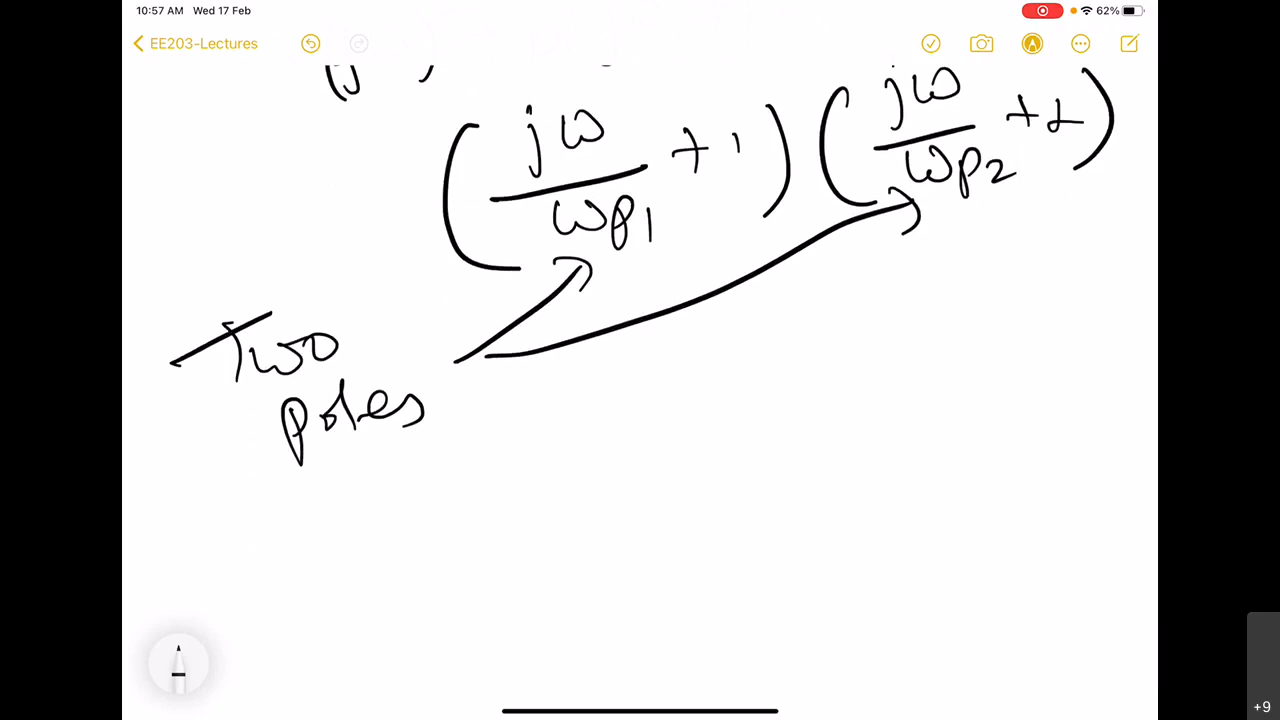 10:57 AM Wed 17 Feb 62%
EE203-Lectures
(jω/ωp1 + 1) (jω/ωp2 + 1)
Two
poles
+9